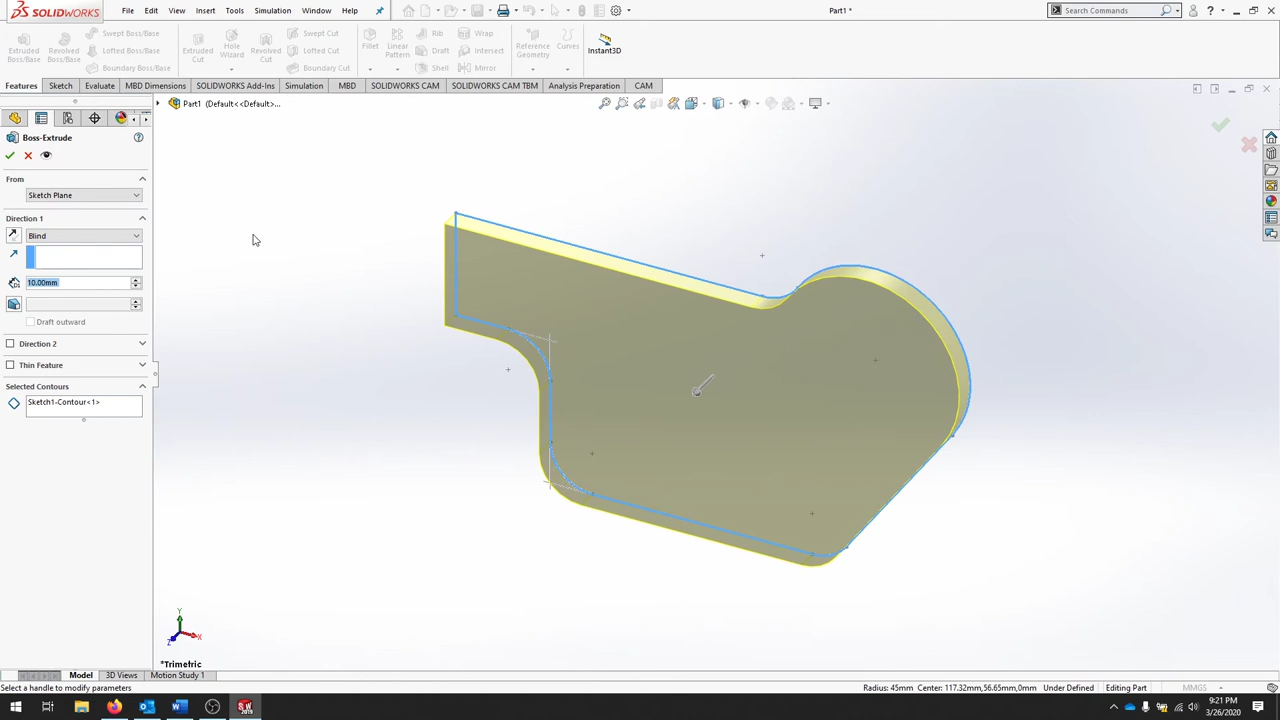 SOLIDWORKS File Edit View Insert Tools Simulation Window Help Part1 * Search Commands
Extruded Boss/Base Revolved Boss/Base Swept Boss/Base Extruded Cut Hole Wizard Revolved Cut Swept Cut Fillet Linear Pattern Rib Wrap Reference Geometry Curves Instant3D
Lofted Boss/Base Lofted Cut Draft Intersect
Boundary Boss/Base Boundary Cut Shell Mirror
Features Sketch Evaluate MBD Dimensions SOLIDWORKS Add-Ins Simulation MBD SOLIDWORKS CAM SOLIDWORKS CAM TBM Analysis Preparation CAM
Part1 (Default<<Default>...
Boss-Extrude
From
Sketch Plane
Direction 1
Blind
10.00mm
Draft outward
Direction 2
Thin Feature
Selected Contours
Sketch1-Contour<1>
Y
X
Z
*Trimetric
Model 3D Views Motion Study 1
Select a handle to modify parameters Radius: 45mm Center: 117.32mm,56.65mm,0mm Under Defined Editing Part MMGS
9:21 PM
3/26/2020